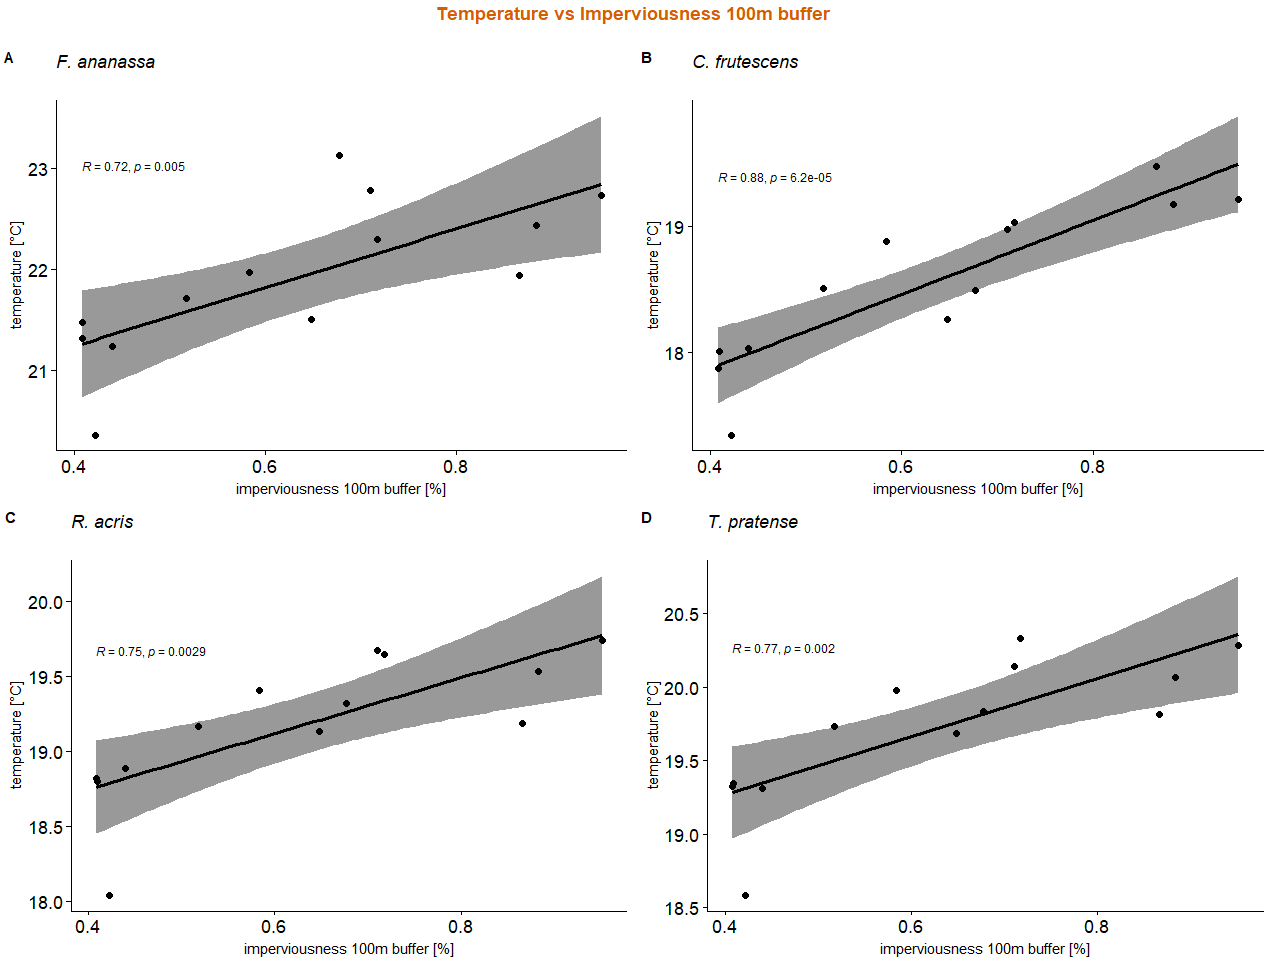 Temperature vs Imperviousness 100m buffer
A
F. ananassa
R = 0.72, p = 0.005
23
22
21
temperature [°C]
0.4 0.6 0.8
imperviousness 100m buffer [%]
B
C. frutescens
R = 0.88, p = 6.2e-05
19
18
temperature [°C]
0.4 0.6 0.8
imperviousness 100m buffer [%]
C
R. acris
R = 0.75, p = 0.0029
20.0
19.5
19.0
18.5
18.0
temperature [°C]
0.4 0.6 0.8
imperviousness 100m buffer [%]
D
T. pratense
R = 0.77, p = 0.002
20.5
20.0
19.5
19.0
18.5
temperature [°C]
0.4 0.6 0.8
imperviousness 100m buffer [%]